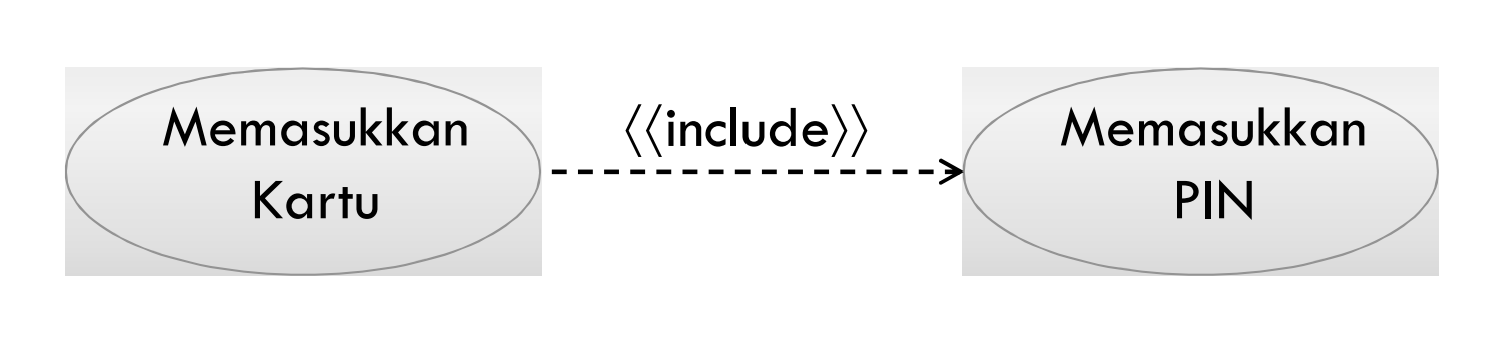 Memasukkan
Kartu
〈〈include〉〉
Memasukkan
PIN